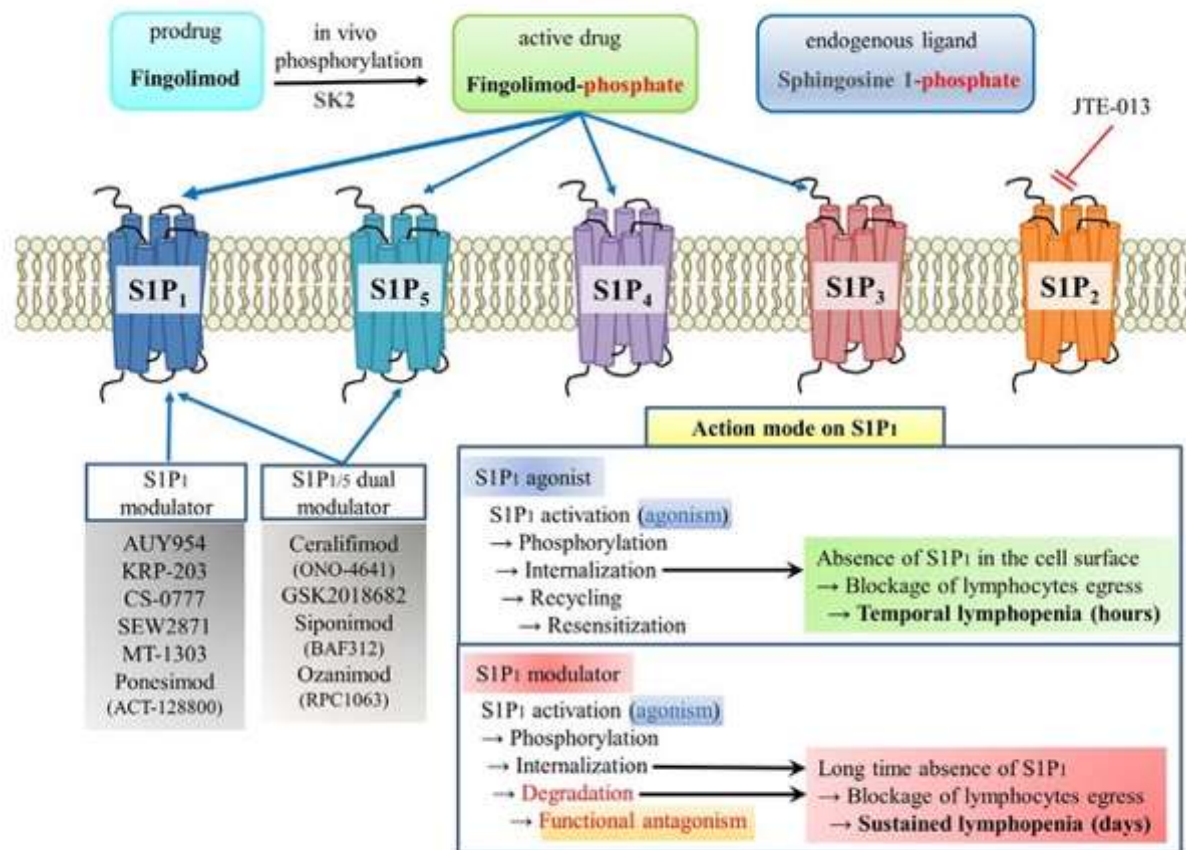 prodrug
Fingolimod
in vivo
phosphorylation
SK2
active drug
Fingolimod-phosphate
endogenous ligand
Sphingosine 1-phosphate
JTE-013
S1P1
S1P5
S1P4
S1P3
S1P2
S1P1
modulator
AUY954
KRP-203
CS-0777
SEW2871
MT-1303
Ponesimod
(ACT-128800)
S1P1/5 dual
modulator
Ceralifimod
(ONO-4641)
GSK2018682
Siponimod
(BAF312)
Ozanimod
(RPC1063)
Action mode on S1P1
S1P1 agonist
S1P1 activation (agonism)
→ Phosphorylation
→ Internalization
→ Recycling
→ Resensitization
Absence of S1P1 in the cell surface
→ Blockage of lymphocytes egress
→ Temporal lymphopenia (hours)
S1P1 modulator
S1P1 activation (agonism)
→ Phosphorylation
→ Internalization
→ Degradation
→ Functional antagonism
Long time absence of S1P1
→ Blockage of lymphocytes egress
→ Sustained lymphopenia (days)